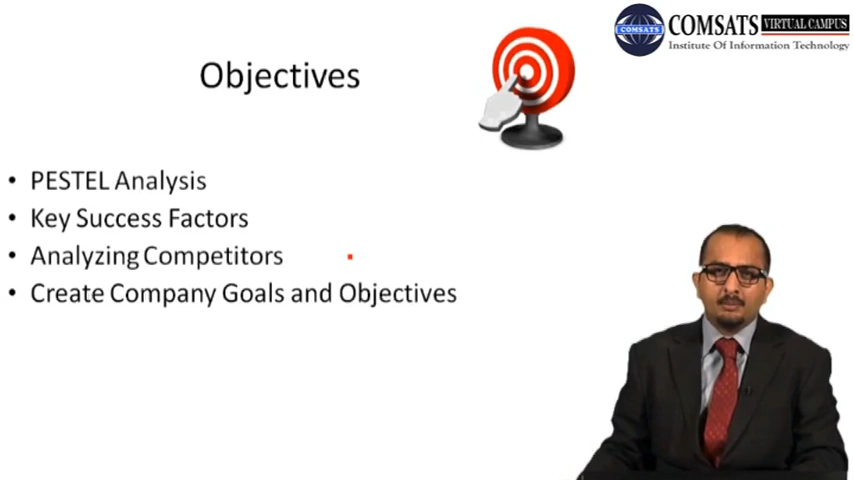 COMSATS VIRTUAL CAMPUS
COMSATS
Institute Of Information Technology
Objectives
• PESTEL Analysis
• Key Success Factors
• Analyzing Competitors
• Create Company Goals and Objectives